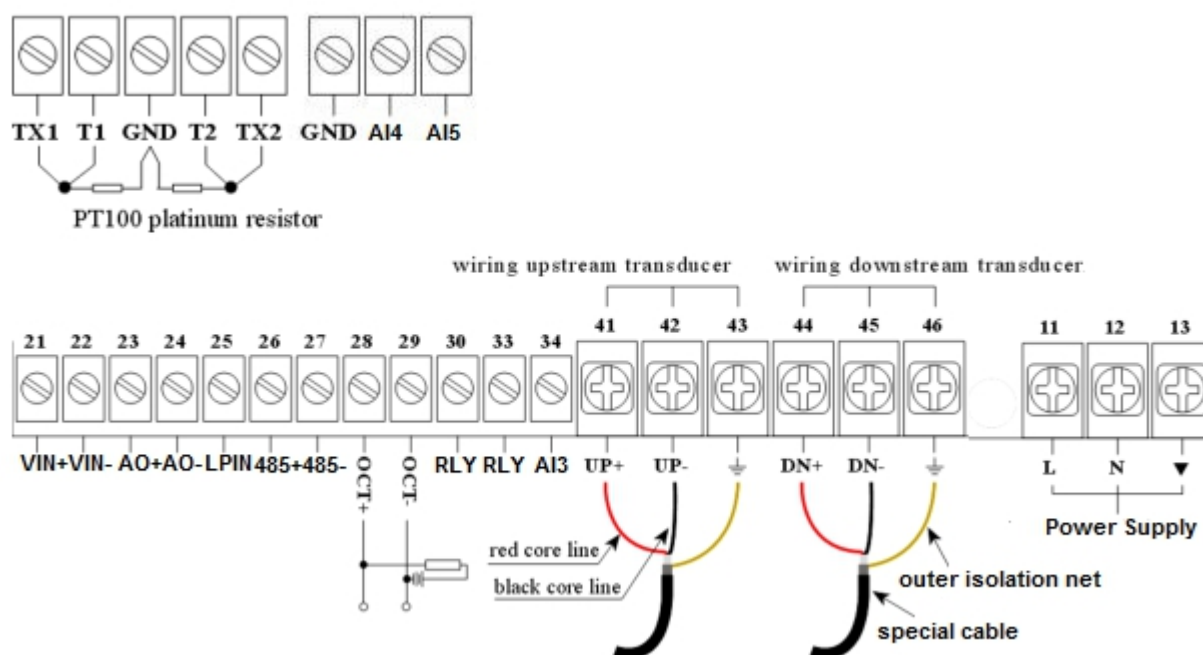 TX1 T1 GND T2 TX2 GND AI4 AI5
PT100 platinum resistor
wiring upstream transducer wiring downstream transducer
21 22 23 24 25 26 27 28 29 30 33 34 41 42 43 44 45 46 11 12 13
VIN+ VIN- AO+ AO- LPIN 485+ 485- OCT+ OCT- RLY RLY AI3 UP+ UP- DN+ DN- L N
Power Supply
red core line
black core line
outer isolation net
special cable